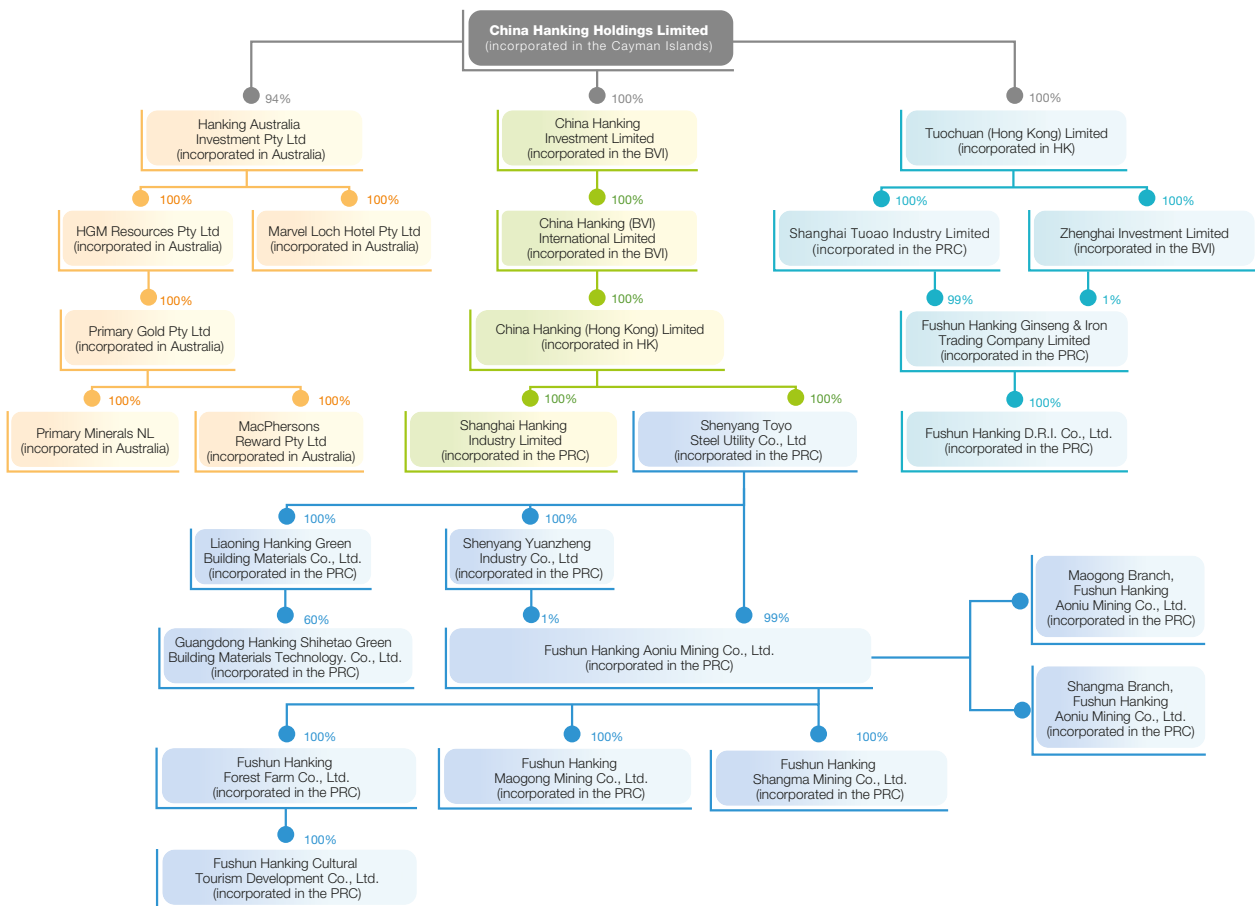 China Hanking Holdings Limited
(incorporated in the Cayman Islands)
94%
100%
100%
Hanking Australia
Investment Pty Ltd
(incorporated in Australia)
China Hanking
Investment Limited
(incorporated in the BVI)
Tuochuan (Hong Kong) Limited
(incorporated in HK)
100%
100%
100%
100%
100%
HGM Resources Pty Ltd
(incorporated in Australia)
Marvel Loch Hotel Pty Ltd
(incorporated in Australia)
China Hanking (BVI)
International Limited
(incorporated in the BVI)
Shanghai Tuoao Industry Limited
(incorporated in the PRC)
Zhenghai Investment Limited
(incorporated in the BVI)
100%
100%
99%
1%
Primary Gold Pty Ltd
(incorporated in Australia)
China Hanking (Hong Kong) Limited
(incorporated in HK)
Fushun Hanking Ginseng & Iron
Trading Company Limited
(incorporated in the PRC)
100%
100%
100%
100%
100%
Primary Minerals NL
(incorporated in Australia)
MacPhersons
Reward Pty Ltd
(incorporated in Australia)
Shanghai Hanking
Industry Limited
(incorporated in the PRC)
Shenyang Toyo
Steel Utility Co., Ltd
(incorporated in the PRC)
Fushun Hanking D.R.I. Co., Ltd.
(incorporated in the PRC)
100%
100%
Liaoning Hanking Green
Building Materials Co., Ltd.
(incorporated in the PRC)
Shenyang Yuanzheng
Industry Co., Ltd
(incorporated in the PRC)
Maogong Branch,
Fushun Hanking
Aoniu Mining Co., Ltd.
(incorporated in the PRC)
60%
1%
99%
Guangdong Hanking Shihetao Green
Building Materials Technology. Co., Ltd.
(incorporated in the PRC)
Fushun Hanking Aoniu Mining Co., Ltd.
(incorporated in the PRC)
Shangma Branch,
Fushun Hanking
Aoniu Mining Co., Ltd.
(incorporated in the PRC)
100%
100%
100%
Fushun Hanking
Forest Farm Co., Ltd.
(incorporated in the PRC)
Fushun Hanking
Maogong Mining Co., Ltd.
(incorporated in the PRC)
Fushun Hanking
Shangma Mining Co., Ltd.
(incorporated in the PRC)
100%
Fushun Hanking Cultural
Tourism Development Co., Ltd.
(incorporated in the PRC)